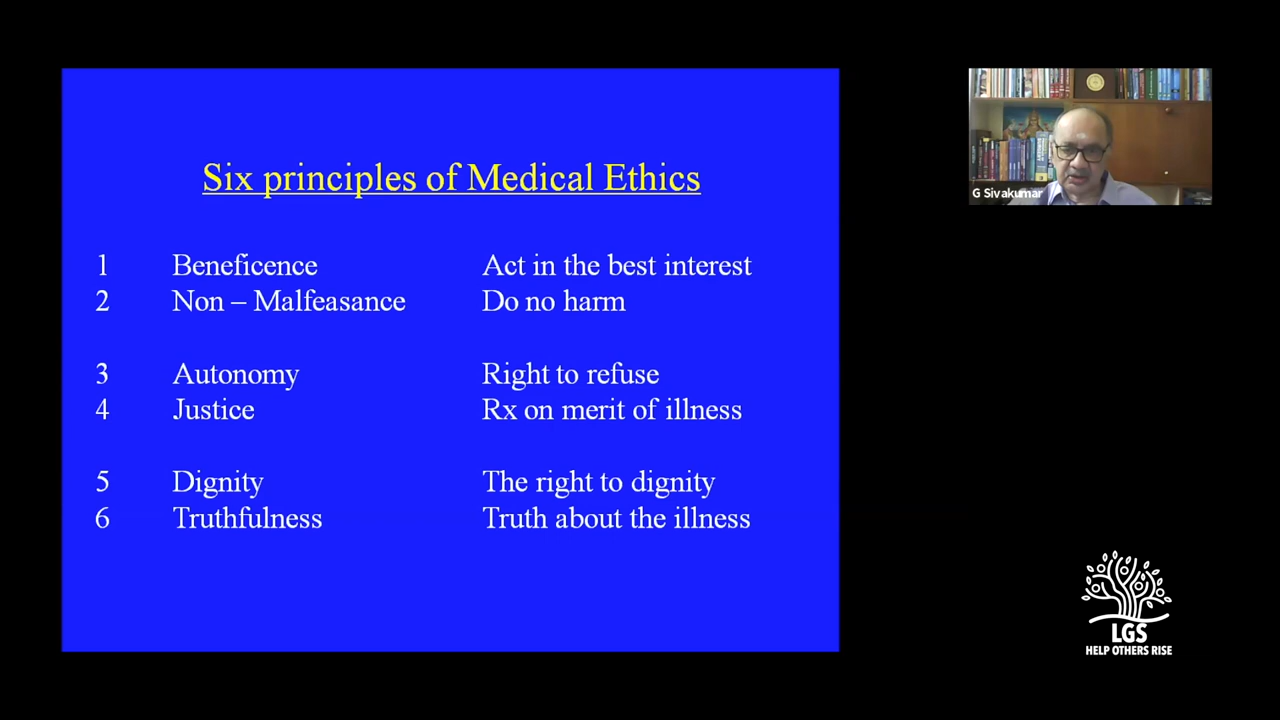 Six principles of Medical Ethics
1 Beneficence Act in the best interest
2 Non – Malfeasance Do no harm
3 Autonomy Right to refuse
4 Justice Rx on merit of illness
5 Dignity The right to dignity
6 Truthfulness Truth about the illness
G Sivakumar
LGS
HELP OTHERS RISE